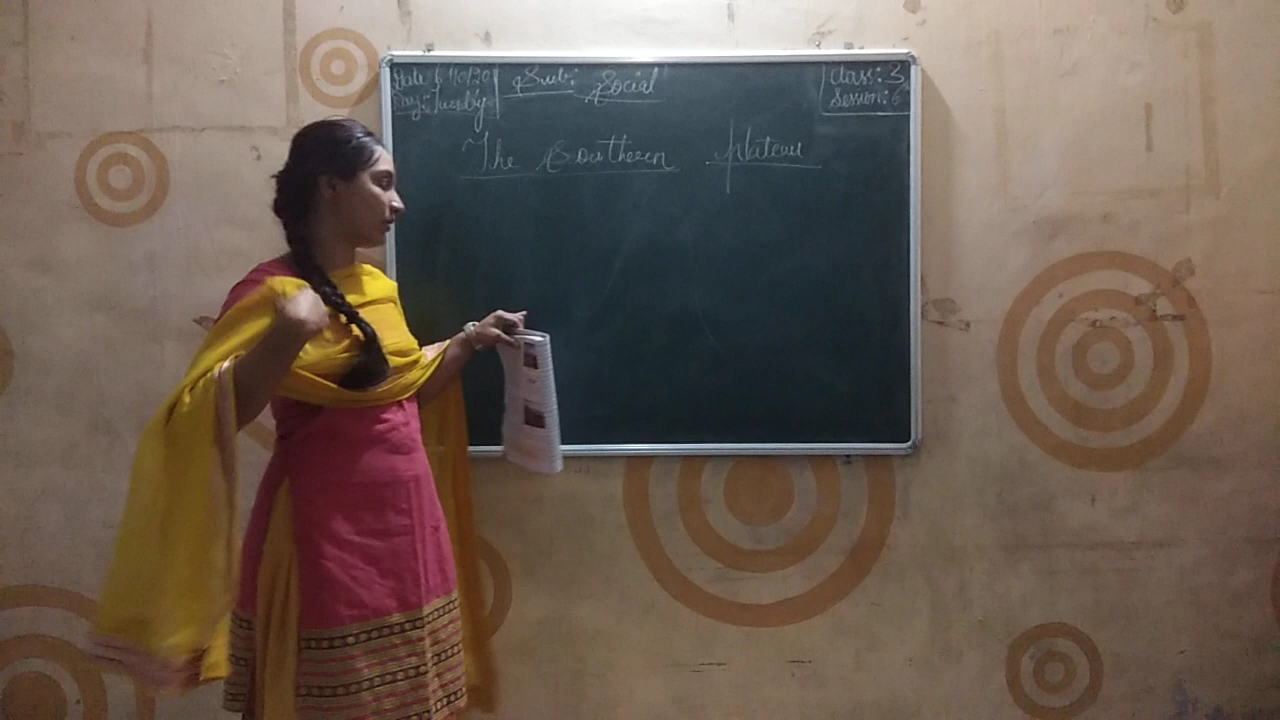 Date 6/10/20
Day: Tuesday
Sub: Social
Class: 3
Session: 6
The Southern plateau